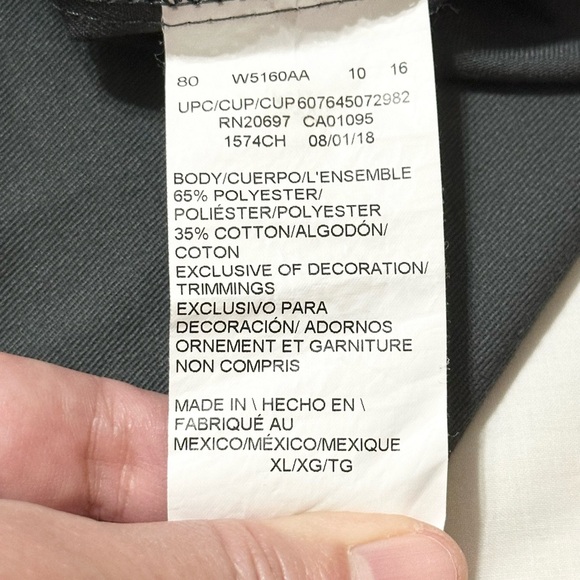 80 W5160AA 10 16
UPC/CUP/CUP607645072982
RN20697 CA01095
1574CH 08/01/18
BODY/CUERPO/L'ENSEMBLE
65% POLYESTER/
POLIÉSTER/POLYESTER
35% COTTON/ALGODÓN/
COTON
EXCLUSIVE OF DECORATION/
TRIMMINGS
EXCLUSIVO PARA
DECORACIÓN/ ADORNOS
ORNEMENT ET GARNITURE
NON COMPRIS
MADE IN \ HECHO EN \
FABRIQUÉ AU
MEXICO/MÉXICO/MEXIQUE
XL/XG/TG